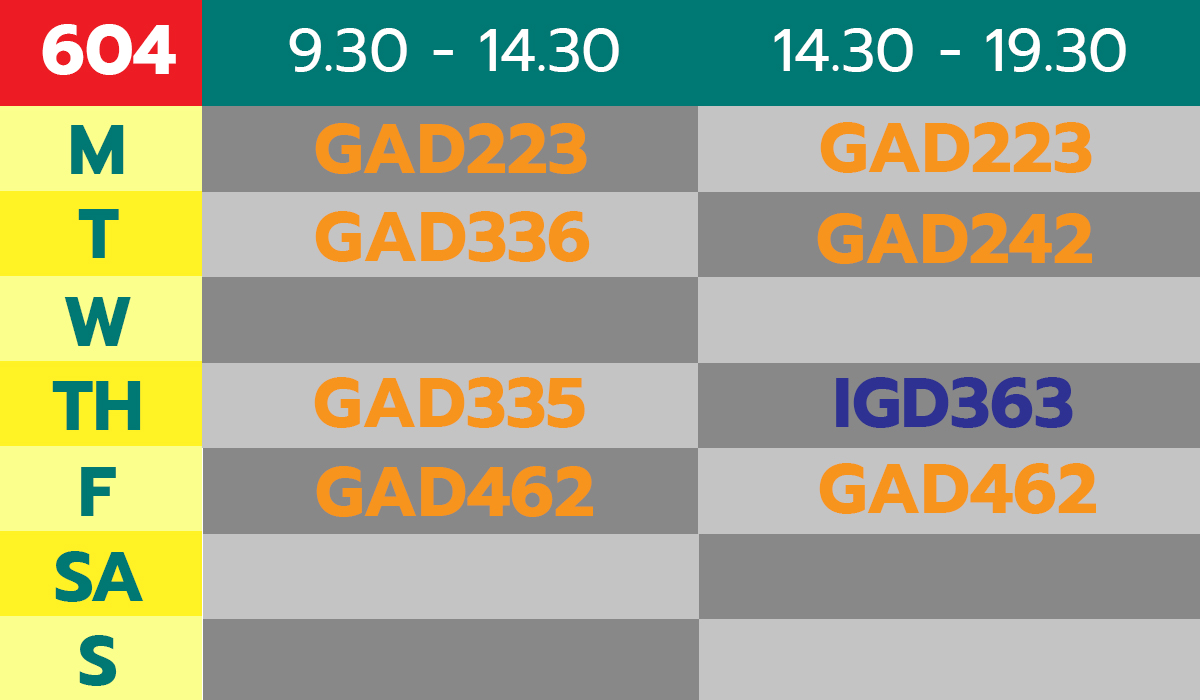 604 9.30 - 14.30 14.30 - 19.30
M GAD223 GAD223
T GAD336 GAD242
W
TH GAD335 IGD363
F GAD462 GAD462
SA
S